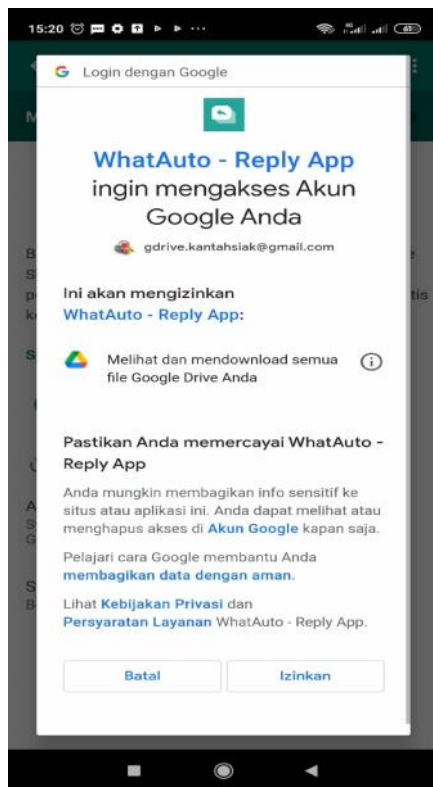 15:20
Login dengan Google
WhatAuto - Reply App
ingin mengakses Akun
Google Anda
gdrive.kantahsiak@gmail.com
Ini akan mengizinkan
WhatAuto - Reply App:
Melihat dan mendownload semua
file Google Drive Anda
Pastikan Anda memercayai WhatAuto -
Reply App
Anda mungkin membagikan info sensitif ke
situs atau aplikasi ini. Anda dapat melihat atau
menghapus akses di Akun Google kapan saja.
Pelajari cara Google membantu Anda
membagikan data dengan aman.
Lihat Kebijakan Privasi dan
Persyaratan Layanan WhatAuto - Reply App.
Batal Izinkan